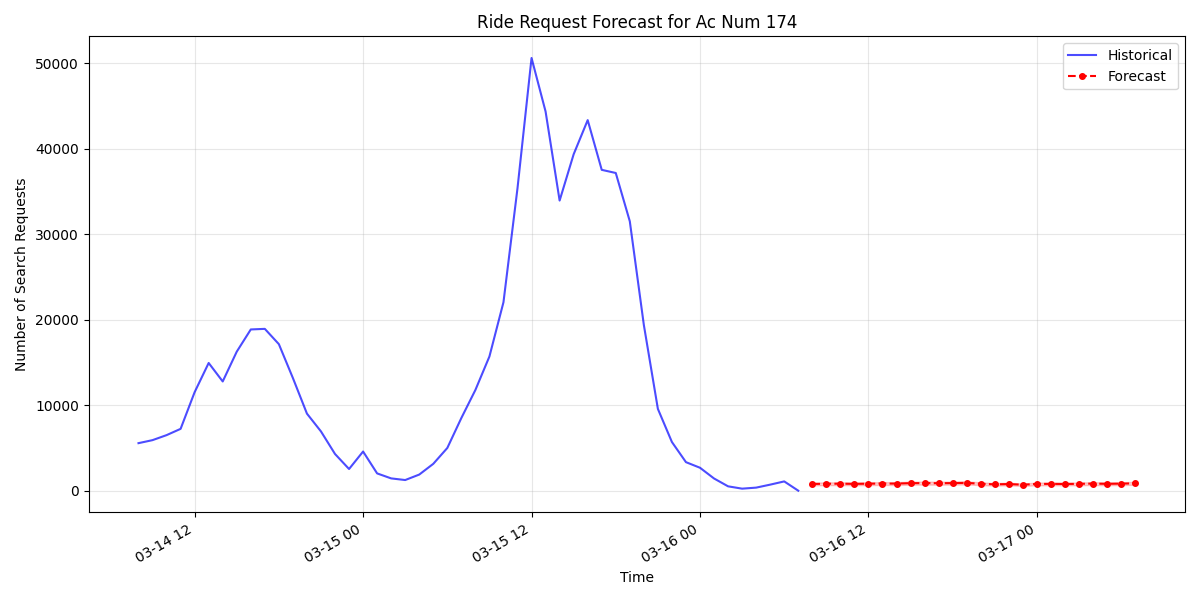 Ride Request Forecast for Ac Num 174
Historical
Forecast
Number of Search Requests
50000
40000
30000
20000
10000
0
03-14 12
03-15 00
03-15 12
03-16 00
03-16 12
03-17 00
Time